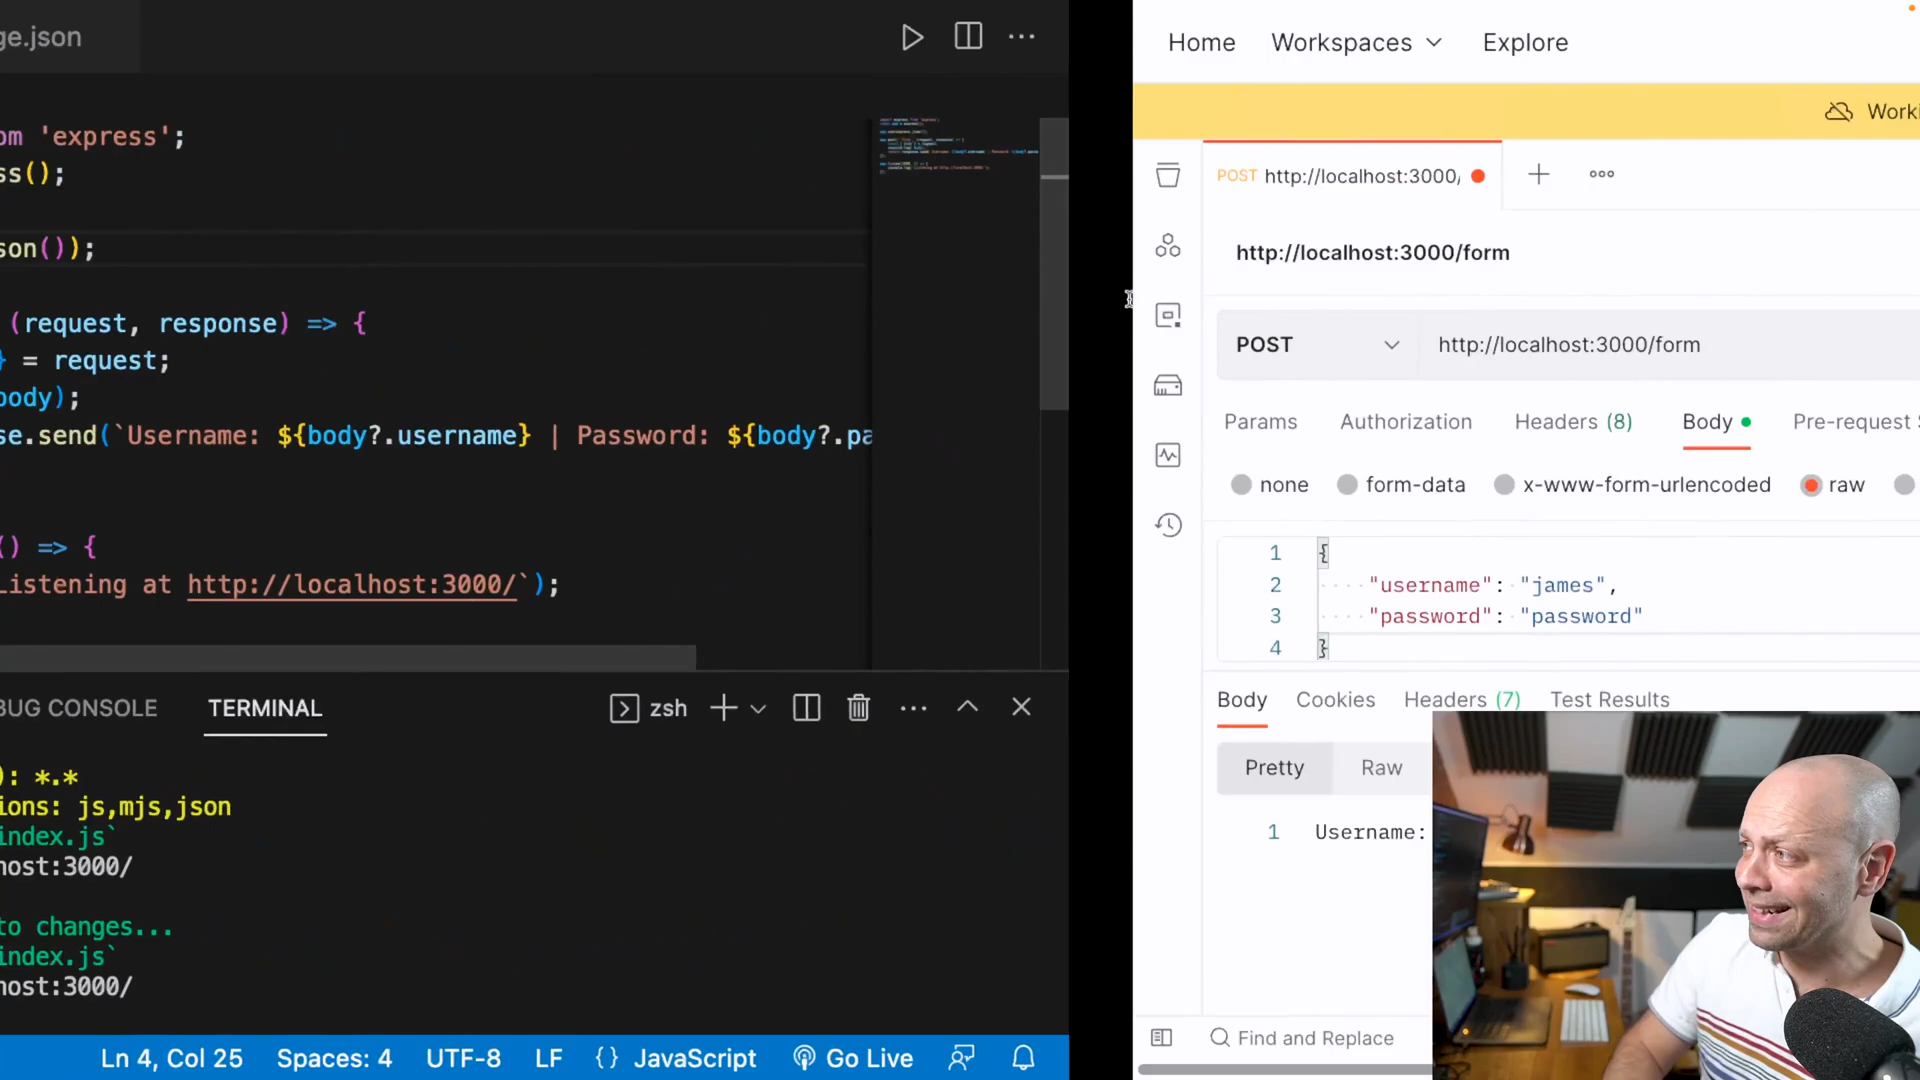 ge.json
om 'express';
ss();
son());
(request, response) => {
} = request;
body);
se.send(`Username: ${body?.username} | Password: ${body?.pa
() => {
Listening at http://localhost:3000/`);
BUG CONSOLE
TERMINAL
zsh
): *.*
ions: js,mjs,json
index.js`
host:3000/
to changes...
index.js`
host:3000/
Ln 4, Col 25
Spaces: 4
UTF-8
LF
{} JavaScript
Go Live
Home
Workspaces
Explore
Worki
POST http://localhost:3000/
http://localhost:3000/form
POST
http://localhost:3000/form
Params
Authorization
Headers (8)
Body
Pre-request S
none
form-data
x-www-form-urlencoded
raw
1 {
2 "username": "james",
3 "password": "password"
4 }
Body
Cookies
Headers (7)
Test Results
Pretty
Raw
1 Username:
Find and Replace